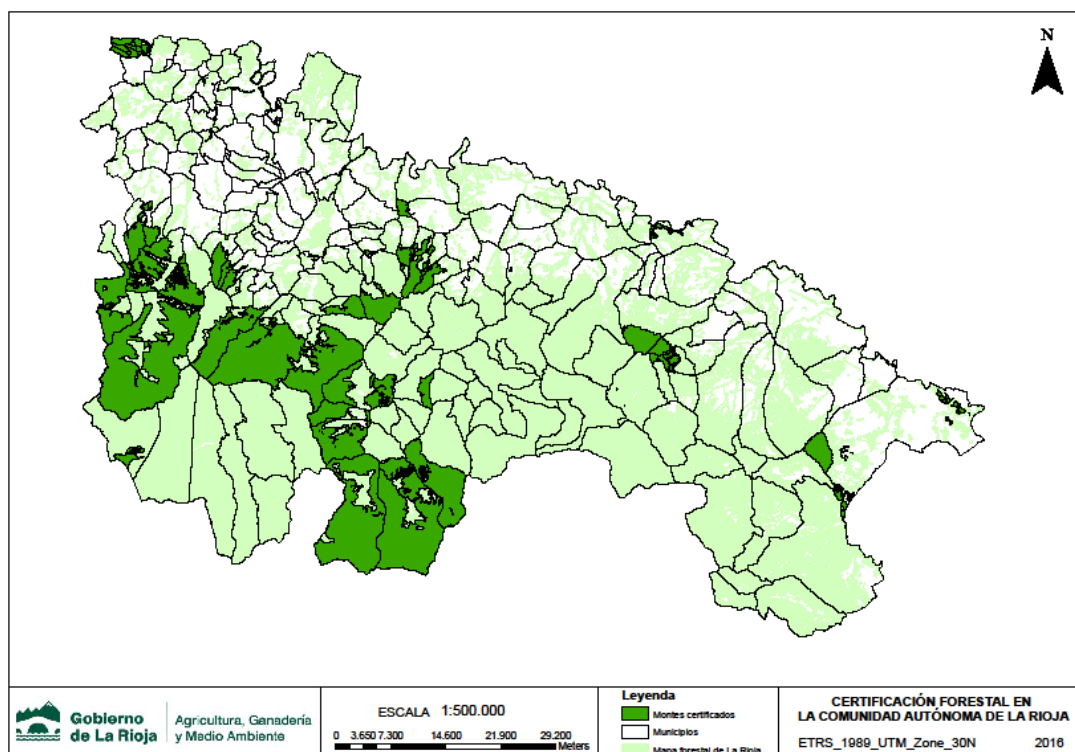 N
Gobierno
de La Rioja
Agricultura, Ganadería
y Medio Ambiente
ESCALA 1:500.000
0 3.650 7.300 14.600 21.900 29.200
Meters
Leyenda
Montes certificados
Municipios
Mapa forestal de La Rioja
CERTIFICACIÓN FORESTAL EN
LA COMUNIDAD AUTÓNOMA DE LA RIOJA
ETRS_1989_UTM_Zone_30N 2016